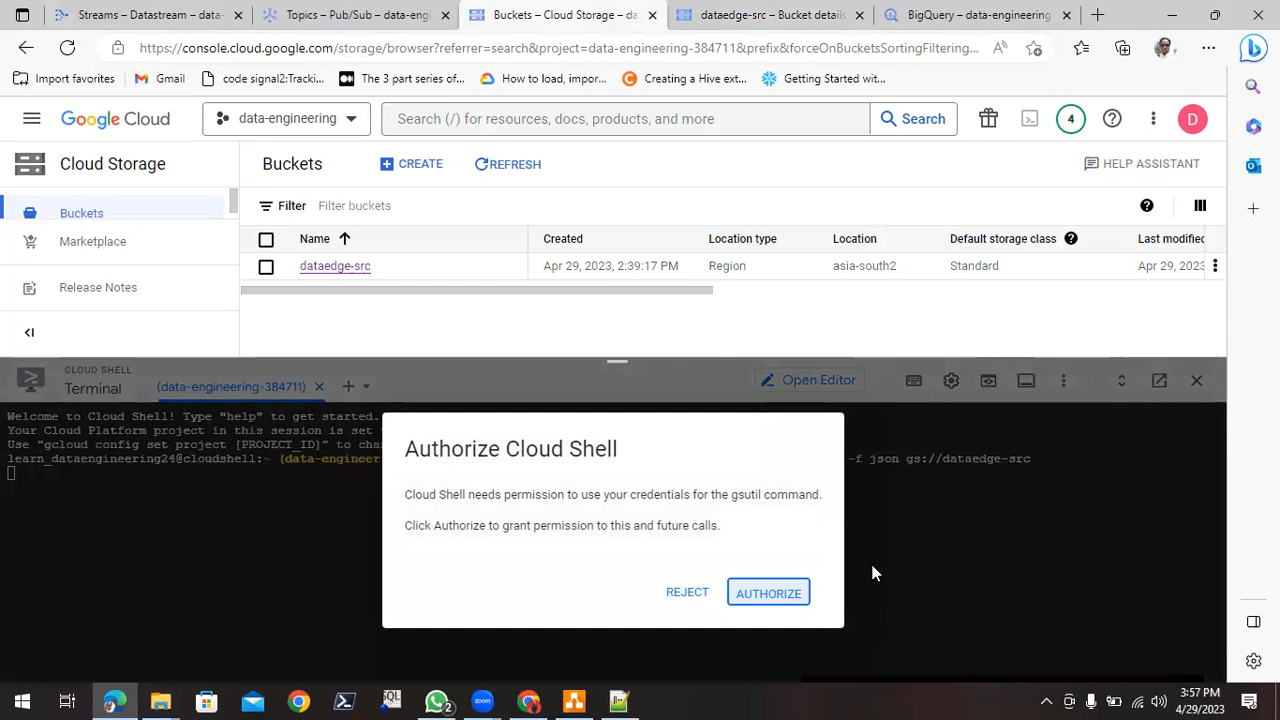 Streams – Datastream – data-
Topics – Pub/Sub – data-engi
Buckets – Cloud Storage – da
dataedge-src – Bucket details
BigQuery – data-engineering
https://console.cloud.google.com/storage/browser?referrer=search&project=data-engineering-384711&prefix&forceOnBucketsSortingFiltering...
Import favorites
Gmail
code signal2:Tracki...
The 3 part series of...
How to load, impor...
Creating a Hive ext...
Getting Started wit...
Google Cloud
data-engineering
Search (/) for resources, docs, products, and more
Search
4
D
Cloud Storage
Buckets
CREATE
REFRESH
HELP ASSISTANT
Buckets
Marketplace
Release Notes
Filter
Filter buckets
Name
Created
Location type
Location
Default storage class
Last modified
dataedge-src
Apr 29, 2023, 2:39:17 PM
Region
asia-south2
Standard
Apr 29, 2023
CLOUD SHELL
Terminal
(data-engineering-384711)
Open Editor
Welcome to Cloud Shell! Type "help" to get started.
Your Cloud Platform project in this session is set
Use “gcloud config set project [PROJECT_ID]” to cha
learn_dataengineering24@cloudshell:~ (data-engineer
-f json gs://dataedge-src
Authorize Cloud Shell
Cloud Shell needs permission to use your credentials for the gsutil command.
Click Authorize to grant permission to this and future calls.
REJECT
AUTHORIZE
SQL
2
zoom
3:57 PM
4/29/2023